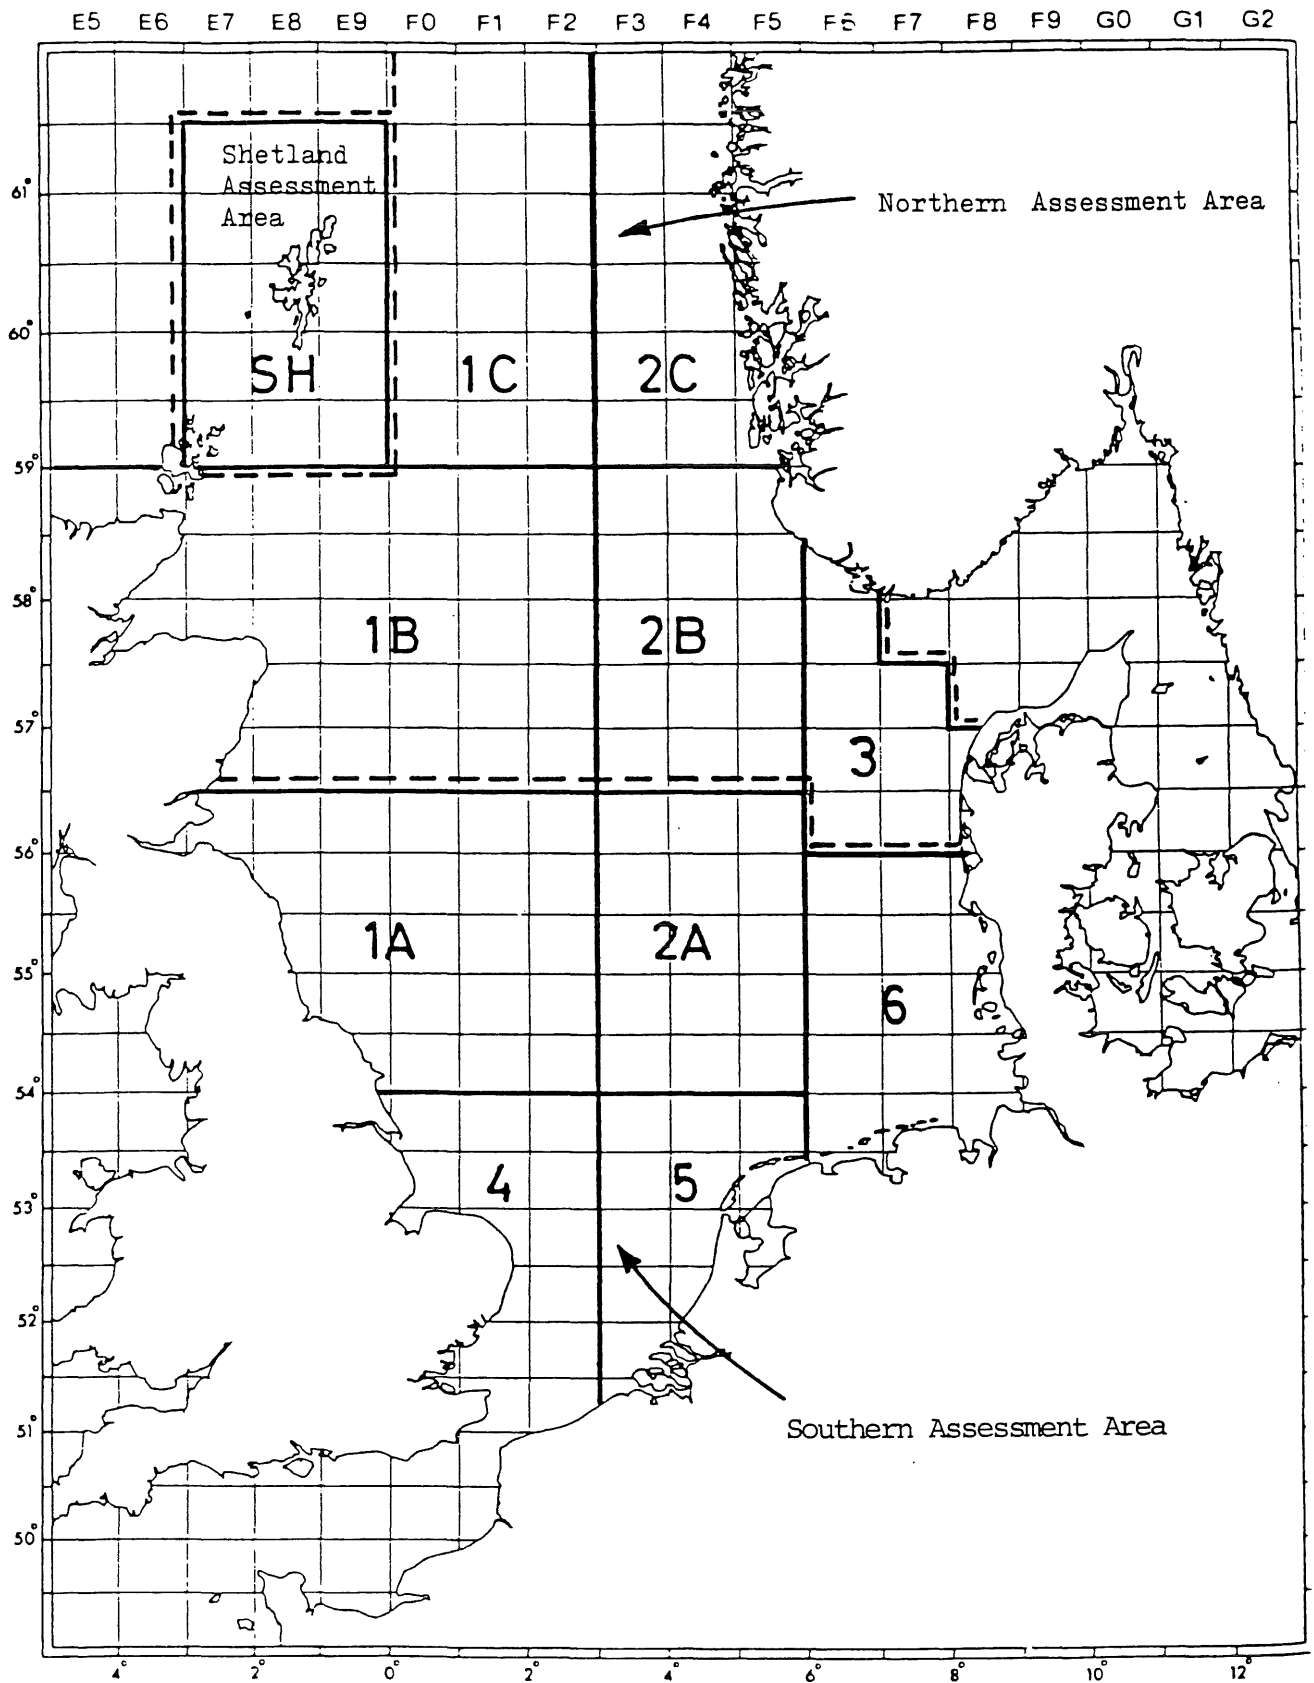 E5 E6 E7 E8 E9 F0 F1 F2 F3 F4 F5 F6 F7 F8 F9 G0 G1 G2
Shetland
Assessment
Area
61°
Northern Assessment Area
60°
SH 1C 2C
59°
58°
1B 2B
57°
3
56°
1A 2A
55°
6
54°
4 5
53°
52°
51°
Southern Assessment Area
50°
4° 2° 0° 2° 4° 6° 8° 10° 12°